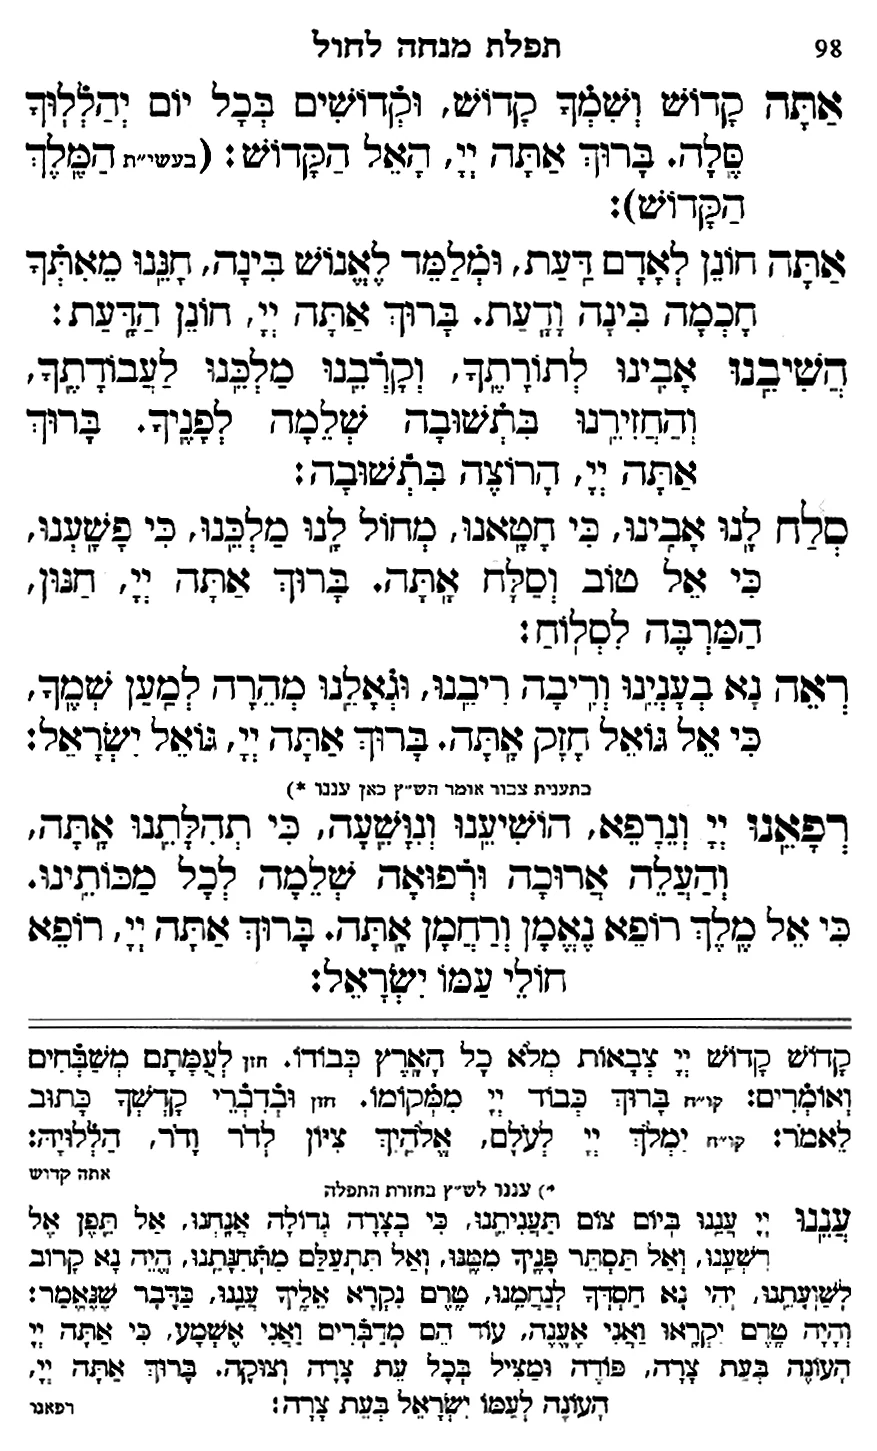 98 תפלת מנחה לחול
אַתָּה קָדוֹשׁ וְשִׁמְךָ קָדוֹשׁ, וּקְדוֹשִׁים בְּכָל יוֹם יְהַלְלֽוּךָ
סֶּֽלָה. בָּרוּךְ אַתָּה יְיָ, הָאֵל הַקָּדוֹשׁ: (בעשי״ת הַמֶּֽלֶךְ
הַקָּדוֹשׁ):
אַתָּה חוֹנֵן לְאָדָם דַּֽעַת, וּמְלַמֵּד לֶאֱנוֹשׁ בִּינָה, חָנֵּֽנוּ מֵאִתְּךָ
חָכְמָה בִּינָה וָדָֽעַת. בָּרוּךְ אַתָּה יְיָ, חוֹנֵן הַדָּֽעַת:
הֲשִׁיבֵֽנוּ אָבִֽינוּ לְתוֹרָתֶֽךָ, וְקָרְבֵֽנוּ מַלְכֵּֽנוּ לַעֲבוֹדָתֶֽךָ,
וְהַחֲזִירֵֽנוּ בִּתְשׁוּבָה שְׁלֵמָה לְפָנֶֽיךָ. בָּרוּךְ
אַתָּה יְיָ, הָרוֹצֶה בִּתְשׁוּבָה:
סְלַח לָֽנוּ אָבִֽינוּ, כִּי חָטָֽאנוּ, מְחוֹל לָֽנוּ מַלְכֵּֽנוּ, כִּי פָשָֽׁעְנוּ,
כִּי אֵל טוֹב וְסַלָּח אָֽתָּה. בָּרוּךְ אַתָּה יְיָ, חַנּוּן,
הַמַּרְבֶּה לִסְלֽוֹחַ:
רְאֵה נָא בְעָנְיֵֽנוּ וְרִֽיבָה רִיבֵֽנוּ, וּגְאָלֵֽנוּ מְהֵרָה לְמַֽעַן שְׁמֶֽךָ,
כִּי אֵל גּוֹאֵל חָזָק אָֽתָּה. בָּרוּךְ אַתָּה יְיָ, גּוֹאֵל יִשְׂרָאֵל:
בתענית צבור אומר הש״ץ כאן עננו *)
רְפָאֵֽנוּ יְיָ וְנֵרָפֵא, הוֹשִׁיעֵֽנוּ וְנִוָּשֵֽׁעָה, כִּי תְהִלָּתֵֽנוּ אָֽתָּה,
וְהַעֲלֵה אֲרוּכָה וּרְפוּאָה שְׁלֵמָה לְכָל מַכּוֹתֵֽינוּ.
כִּי אֵל מֶֽלֶךְ רוֹפֵא נֶאֱמָן וְרַחֲמָן אָֽתָּה. בָּרוּךְ אַתָּה יְיָ, רוֹפֵא
חוֹלֵי עַמּוֹ יִשְׂרָאֵל:
קָדוֹשׁ קָדוֹשׁ יְיָ צְבָאוֹת מְלֹא כָל הָאָֽרֶץ כְּבוֹדוֹ. חזן לְעֻמָּתָם מְשַׁבְּחִים
וְאוֹמְרִים: קו״ח בָּרוּךְ כְּבוֹד יְיָ מִמְּקוֹמוֹ. חזן וּבְדִבְרֵי קָדְשְׁךָ כָּתוּב
לֵאמֹר: קו״ח יִמְלֹךְ יְיָ לְעֹלָם, אֱלֹהַֽיִךְ צִיּוֹן לְדֹר וָדֹר, הַלְלוּיָהּ:
אתה קדוש
*) עננו לש״ץ בחזרת התפלה
עֲנֵֽנוּ יְיָ עֲנֵֽנוּ בְּיוֹם צוֹם תַּעֲנִיתֵֽנוּ, כִּי בְצָרָה גְדוֹלָה אֲנָֽחְנוּ, אַל תֵּֽפֶן אֶל
רִשְׁעֵֽנוּ, וְאַל תַּסְתֵּר פָּנֶֽיךָ מִמֶּֽנּוּ, וְאַל תִּתְעַלַּם מִתְּחִנָּתֵֽנוּ, הֱיֵה נָא קָרוֹב
לְשַׁוְעָתֵֽנוּ, יְהִי נָא חַסְדְּךָ לְנַחֲמֵֽנוּ, טֶֽרֶם נִקְרָא אֵלֶֽיךָ עֲנֵֽנוּ, כַּדָּבָר שֶׁנֶּאֱמַר:
וְהָיָה טֶֽרֶם יִקְרָֽאוּ וַאֲנִי אֶעֱנֶה, עוֹד הֵם מְדַבְּרִים וַאֲנִי אֶשְׁמָע, כִּי אַתָּה יְיָ
הָעוֹנֶה בְּעֵת צָרָה, פּוֹדֶה וּמַצִּיל בְּכָל עֵת צָרָה וְצוּקָה. בָּרוּךְ אַתָּה יְיָ,
הָעוֹנֶה לְעַמּוֹ יִשְׂרָאֵל בְּעֵת צָרָה: רפאנו